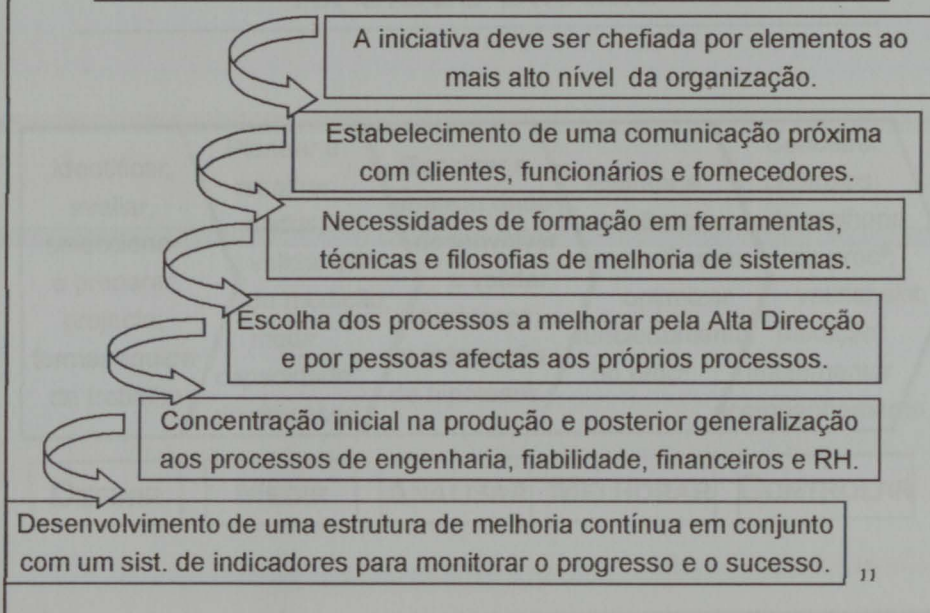 A iniciativa deve ser chefiada por elementos ao
mais alto nível da organização.
Estabelecimento de uma comunicação próxima
com clientes, funcionários e fornecedores.
Necessidades de formação em ferramentas,
técnicas e filosofias de melhoria de sistemas.
Escolha dos processos a melhorar pela Alta Direcção
e por pessoas afectas aos próprios processos.
Concentração inicial na produção e posterior generalização
aos processos de engenharia, fiabilidade, financeiros e RH.
Desenvolvimento de uma estrutura de melhoria contínua em conjunto
com um sist. de indicadores para monitorar o progresso e o sucesso.
11